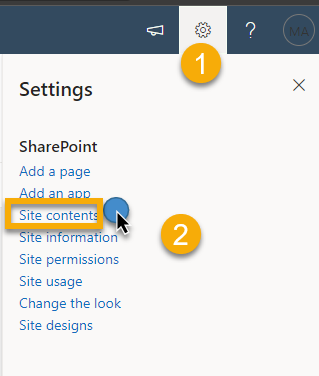 ?
MA
1
Settings
SharePoint
Add a page
Add an app
Site contents
2
Site information
Site permissions
Site usage
Change the look
Site designs